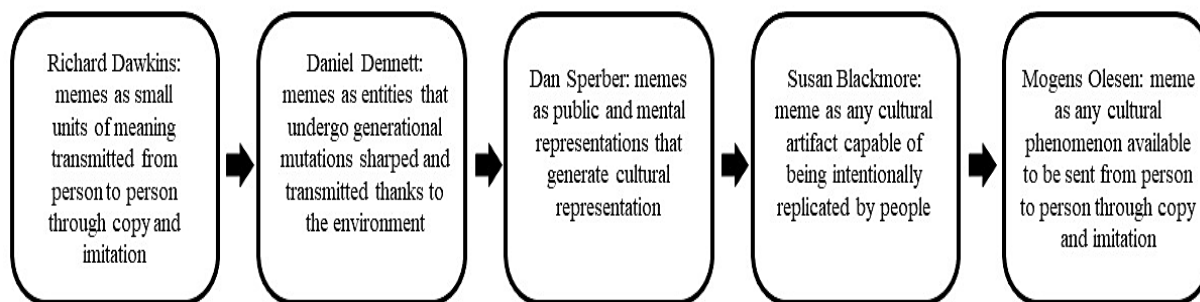 Richard Dawkins:
memes as small
units of meaning
transmitted from
person to person
through copy and
imitation
Daniel Dennett:
memes as entities that
undergo generational
mutations sharped and
transmitted thanks to
the environment
Dan Sperber: memes
as public and mental
representations that
generate cultural
representation
Susan Blackmore:
meme as any cultural
artifact capable of
being intentionally
replicated by people
Mogens Olesen: meme
as any cultural
phenomenon available
to be sent from person
to person through copy
and imitation